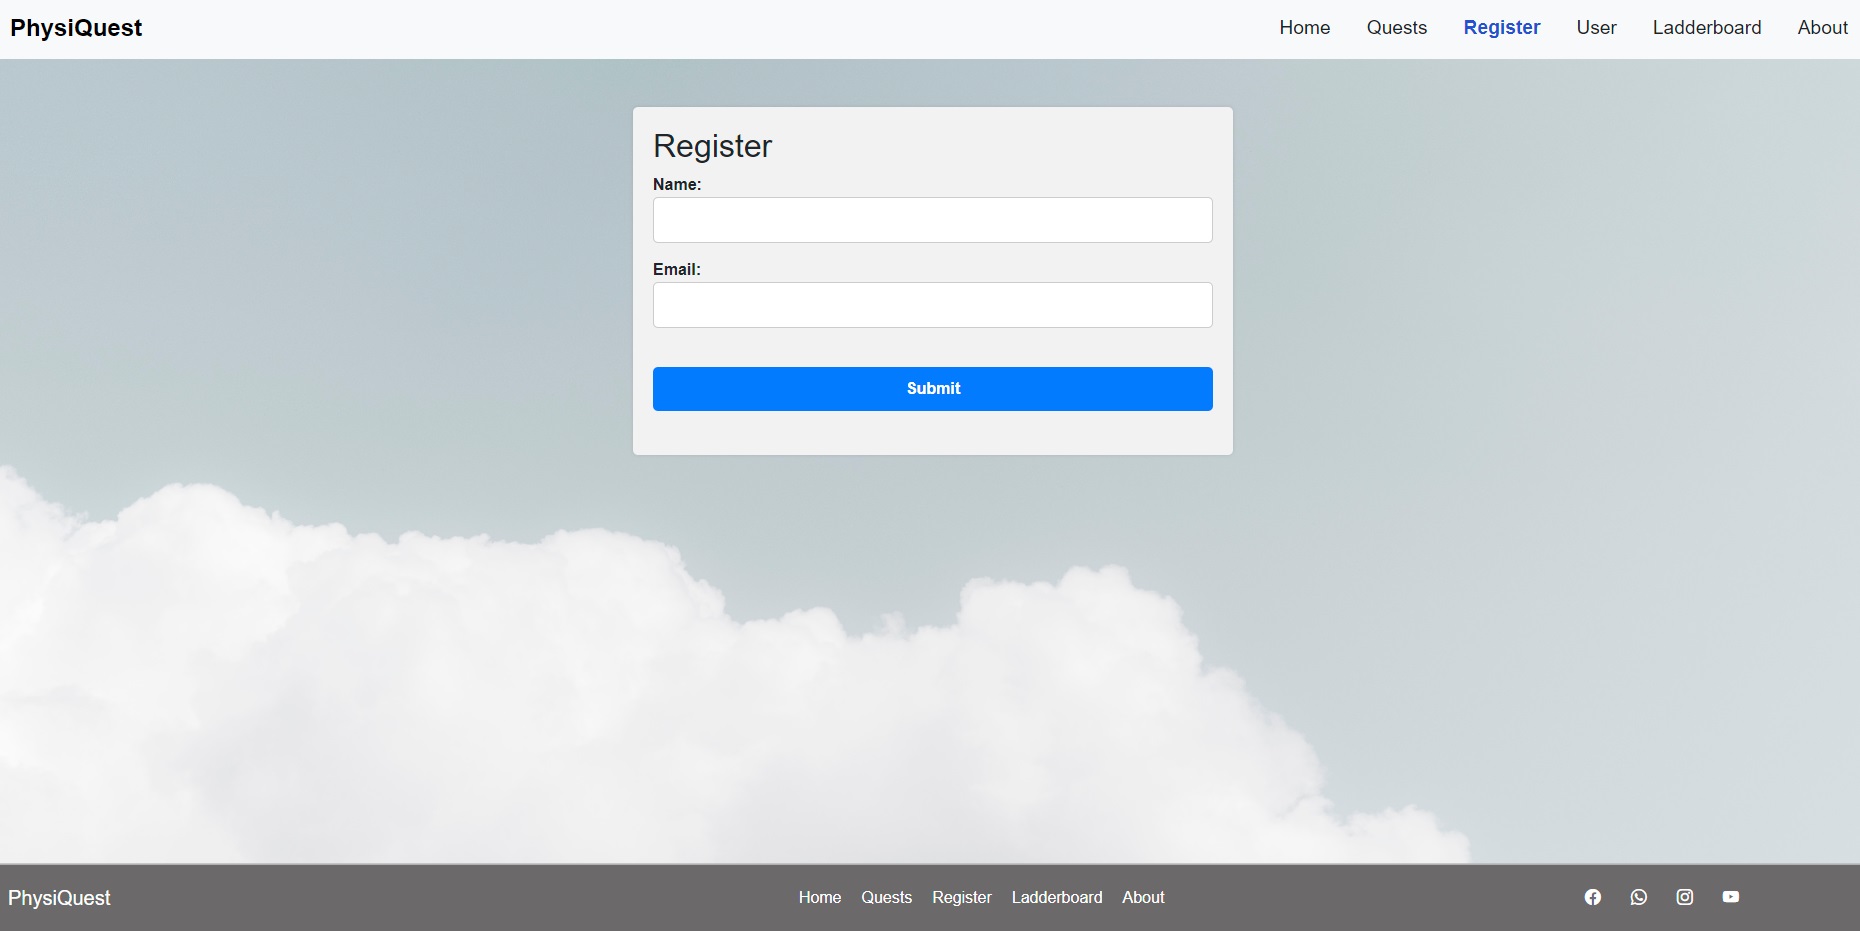 PhysiQuest Home Quests Register User Ladderboard About
Register
Name:
Email:
Submit
PhysiQuest Home Quests Register Ladderboard About